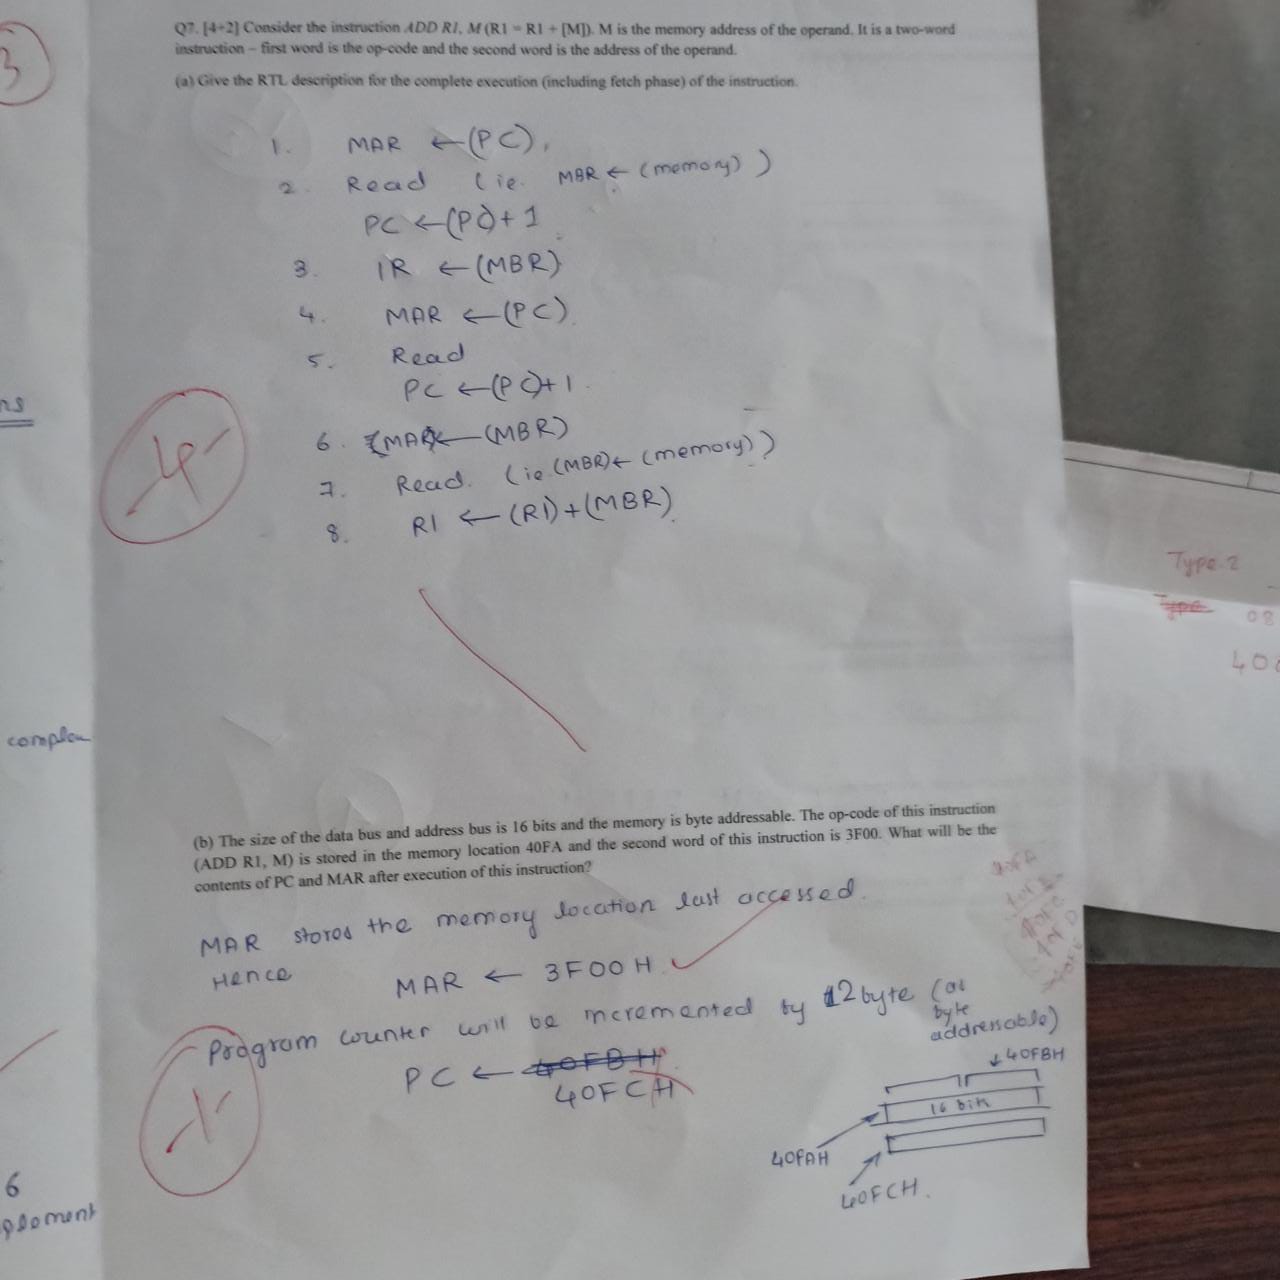 3
Q7. [4+2] Consider the instruction ADD R1, M (R1 = R1 + [M]). M is the memory address of the operand. It is a two-word
instruction – first word is the op-code and the second word is the address of the operand.
(a) Give the RTL description for the complete execution (including fetch phase) of the instruction.
1. MAR ← (PC),
2. Read (ie. MBR ← (memory))
PC ← (PC)+1
3. IR ← (MBR)
4. MAR ← (PC)
5. Read
PC ← (PC)+1.
ns
4
6. (MAR) ← (MBR)
7. Read. (ie. (MBR) ← (memory))
8. R1 ← (R1)+(MBR)
Type 2
Type 08
40
complem
(b) The size of the data bus and address bus is 16 bits and the memory is byte addressable. The op-code of this instruction
(ADD R1, M) is stored in the memory location 40FA and the second word of this instruction is 3F00. What will be the
contents of PC and MAR after execution of this instruction?
40FA
MAR stores the memory location last accessed.
Hence MAR ← 3F00H
Program counter will be incremented by 2 byte (as
byte
addressable)
PC ← 40FBH
40FCH
1
↓ 40FBH
16 bits
40FAH
40FCH.
6
plement